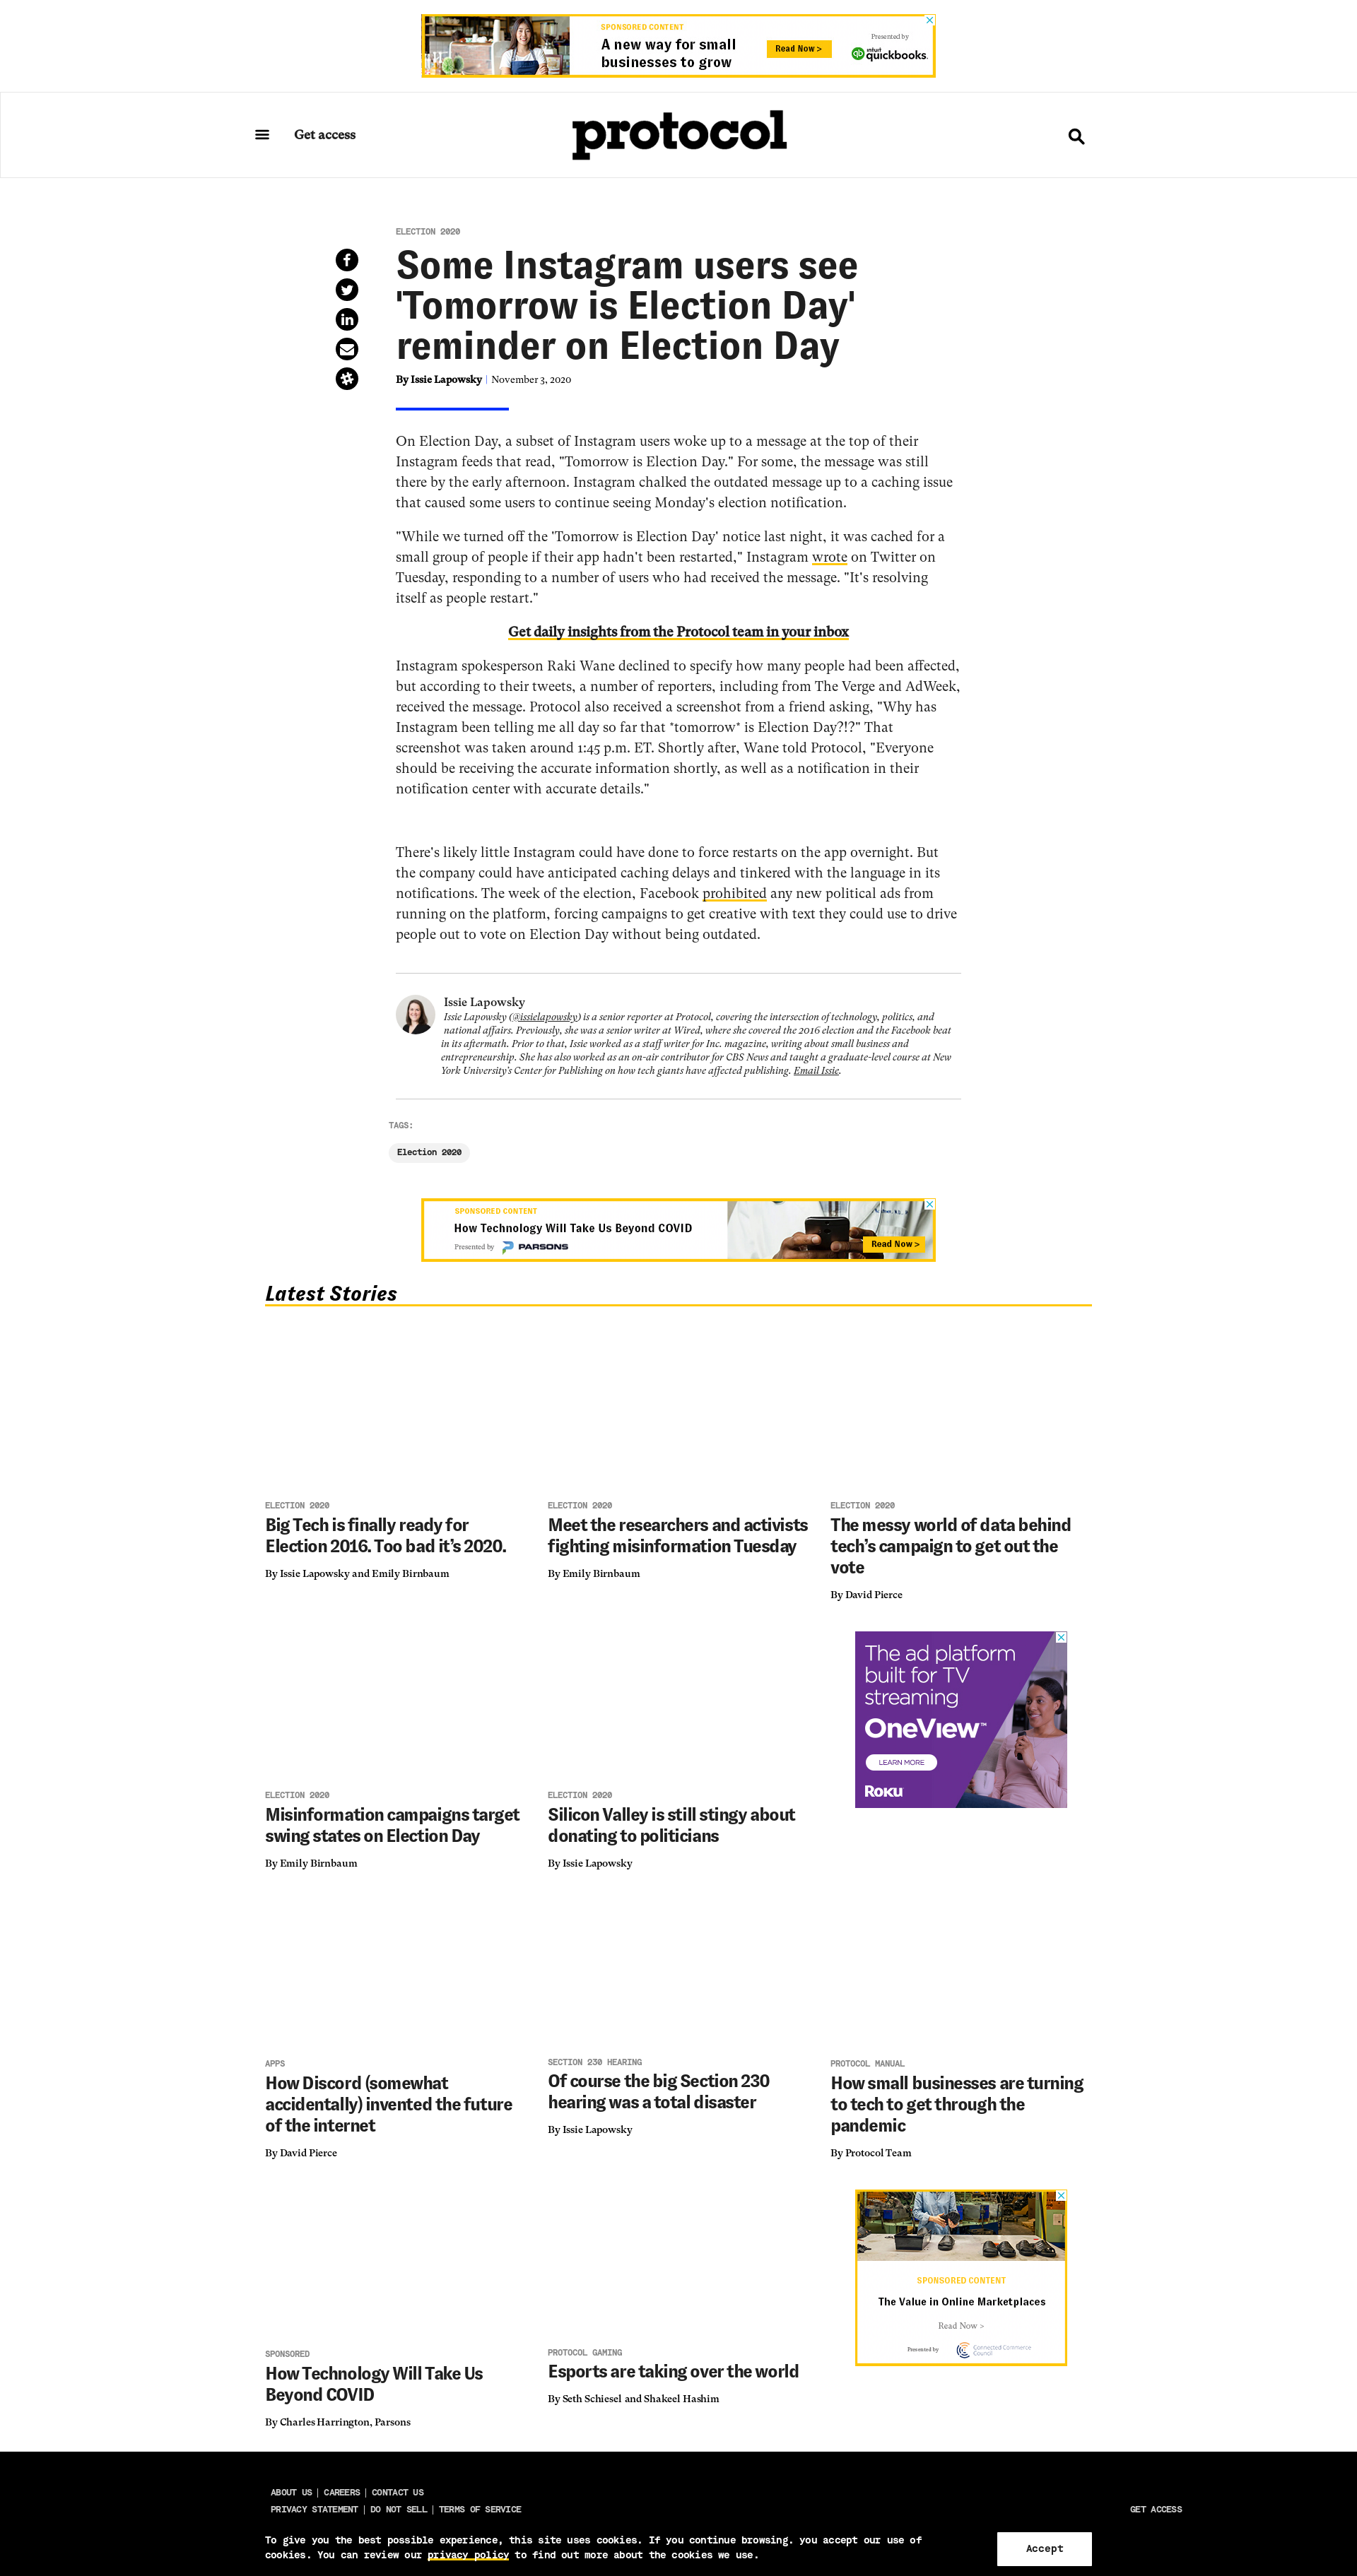 SPONSORED CONTENT
A new way for small
businesses to grow
Read Now >
Presented by
intuit
quickbooks.
Get access
protocol
ELECTION 2020
Some Instagram users see
'Tomorrow is Election Day'
reminder on Election Day
By Issie Lapowsky | November 3, 2020
On Election Day, a subset of Instagram users woke up to a message at the top of their
Instagram feeds that read, "Tomorrow is Election Day." For some, the message was still
there by the early afternoon. Instagram chalked the outdated message up to a caching issue
that caused some users to continue seeing Monday's election notification.
"While we turned off the 'Tomorrow is Election Day' notice last night, it was cached for a
small group of people if their app hadn't been restarted," Instagram wrote on Twitter on
Tuesday, responding to a number of users who had received the message. "It's resolving
itself as people restart."
Get daily insights from the Protocol team in your inbox
Instagram spokesperson Raki Wane declined to specify how many people had been affected,
but according to their tweets, a number of reporters, including from The Verge and AdWeek,
received the message. Protocol also received a screenshot from a friend asking, "Why has
Instagram been telling me all day so far that *tomorrow* is Election Day?!?" That
screenshot was taken around 1:45 p.m. ET. Shortly after, Wane told Protocol, "Everyone
should be receiving the accurate information shortly, as well as a notification in their
notification center with accurate details."
There's likely little Instagram could have done to force restarts on the app overnight. But
the company could have anticipated caching delays and tinkered with the language in its
notifications. The week of the election, Facebook prohibited any new political ads from
running on the platform, forcing campaigns to get creative with text they could use to drive
people out to vote on Election Day without being outdated.
Issie Lapowsky
Issie Lapowsky (@issielapowsky) is a senior reporter at Protocol, covering the intersection of technology, politics, and
national affairs. Previously, she was a senior writer at Wired, where she covered the 2016 election and the Facebook beat
in its aftermath. Prior to that, Issie worked as a staff writer for Inc. magazine, writing about small business and
entrepreneurship. She has also worked as an on-air contributor for CBS News and taught a graduate-level course at New
York University's Center for Publishing on how tech giants have affected publishing. Email Issie.
TAGS:
Election 2020
SPONSORED CONTENT
How Technology Will Take Us Beyond COVID
Presented by PARSONS
Read Now >
Latest Stories
ELECTION 2020
Big Tech is finally ready for
Election 2016. Too bad it's 2020.
By Issie Lapowsky and Emily Birnbaum
ELECTION 2020
Meet the researchers and activists
fighting misinformation Tuesday
By Emily Birnbaum
ELECTION 2020
The messy world of data behind
tech's campaign to get out the
vote
By David Pierce
ELECTION 2020
Misinformation campaigns target
swing states on Election Day
By Emily Birnbaum
ELECTION 2020
Silicon Valley is still stingy about
donating to politicians
By Issie Lapowsky
The ad platform
built for TV
streaming
OneView™
LEARN MORE
Roku
APPS
How Discord (somewhat
accidentally) invented the future
of the internet
By David Pierce
SECTION 230 HEARING
Of course the big Section 230
hearing was a total disaster
By Issie Lapowsky
PROTOCOL MANUAL
How small businesses are turning
to tech to get through the
pandemic
By Protocol Team
SPONSORED
How Technology Will Take Us
Beyond COVID
By Charles Harrington, Parsons
PROTOCOL GAMING
Esports are taking over the world
By Seth Schiesel and Shakeel Hashim
SPONSORED CONTENT
The Value in Online Marketplaces
Read Now >
Presented by
Connected Commerce
Council
ABOUT US | CAREERS | CONTACT US
PRIVACY STATEMENT | DO NOT SELL | TERMS OF SERVICE
GET ACCESS
To give you the best possible experience, this site uses cookies. If you continue browsing. you accept our use of
cookies. You can review our privacy policy to find out more about the cookies we use.
Accept